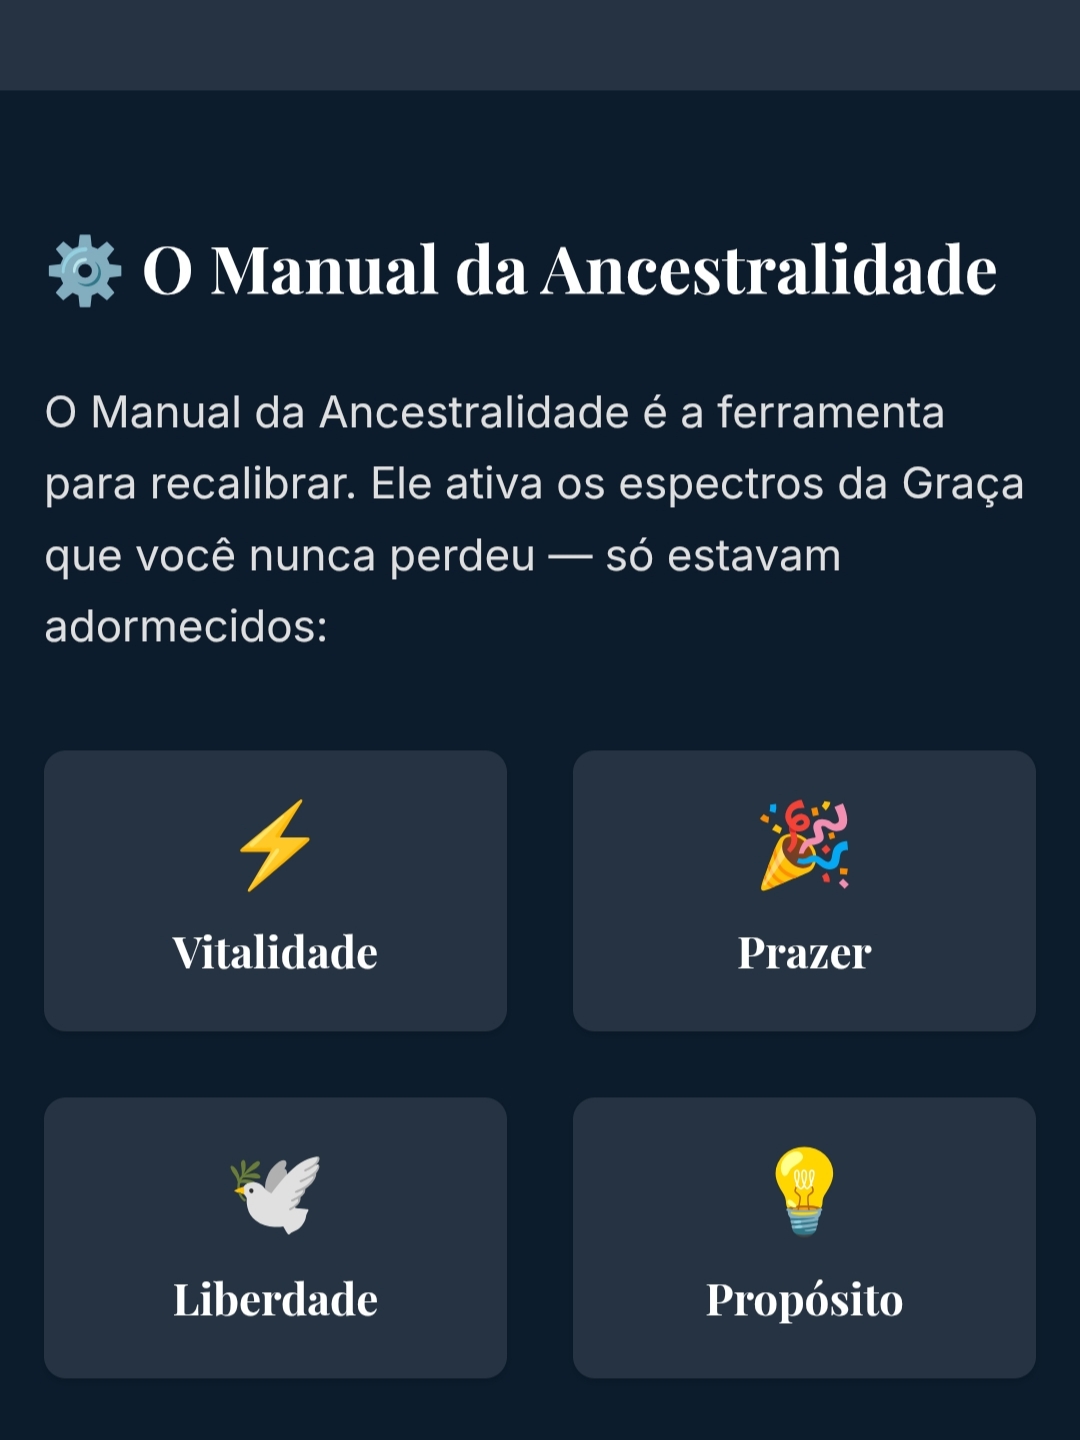 ⚙️ O Manual da Ancestralidade
O Manual da Ancestralidade é a ferramenta
para recalibrar. Ele ativa os espectros da Graça
que você nunca perdeu — só estavam
adormecidos:
Vitalidade
Prazer
Liberdade
Propósito